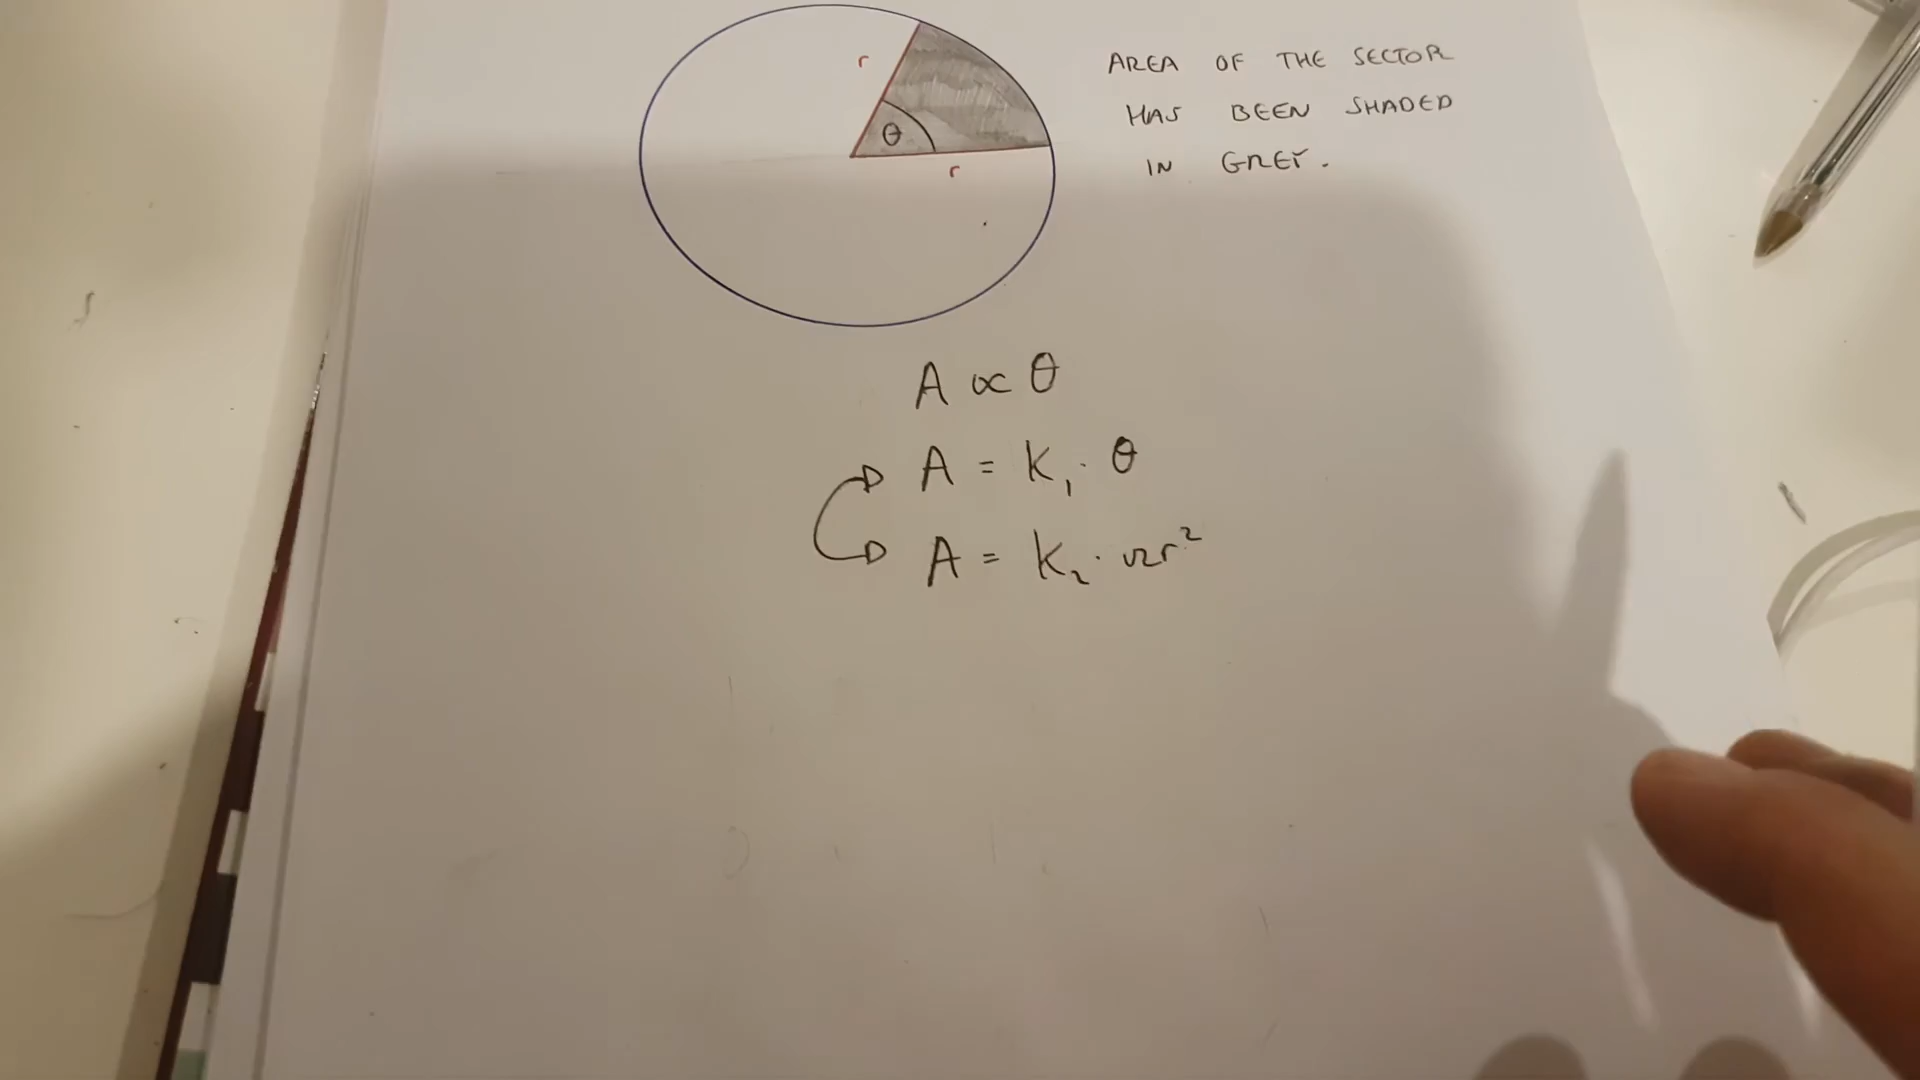 r
θ
r
AREA OF THE SECTOR
HAS BEEN SHADED
IN GREY.
A ∝ θ
A = K₁ · θ
A = K₂ · πr²